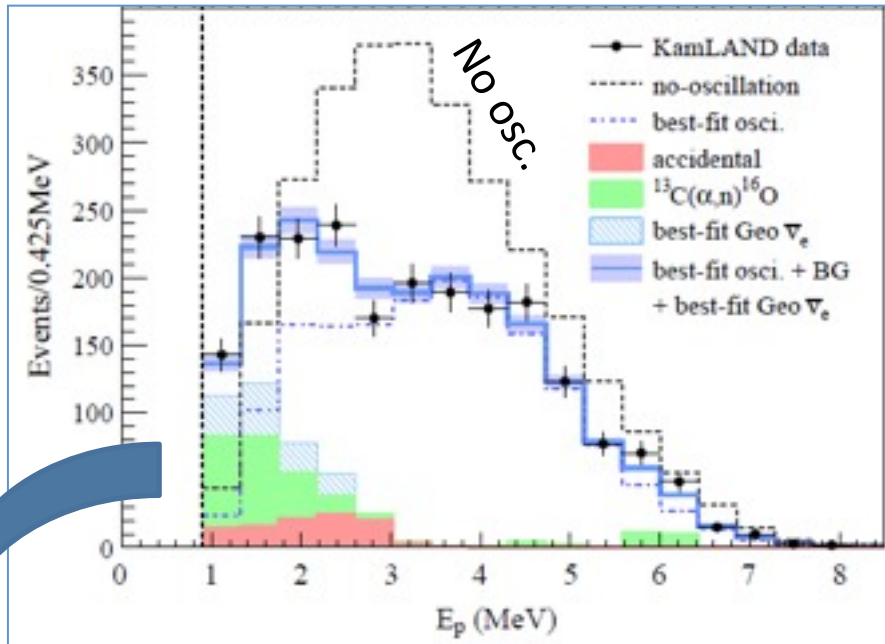 350
300
250
200
150
100
0
Events/0.425MeV
No osc.
KamLAND data
no-oscillation
best-fit osci.
accidental
¹³C(α,n)¹⁶O
best-fit Geo ν̅ₑ
best-fit osci. + BG
+ best-fit Geo ν̅ₑ
0 1 2 3 4 5 6 7 8
Eₚ (MeV)